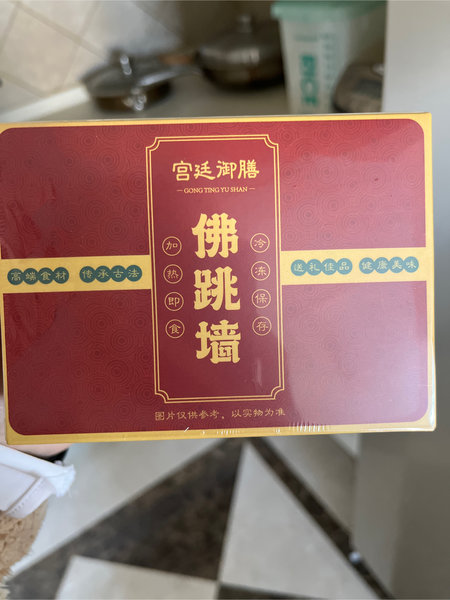 宫廷御膳
GONG TING YU SHAN
佛跳墙
加热即食
冷冻保存
高端食材 传承古法
送礼佳品 健康美味
图片仅供参考，以实物为准